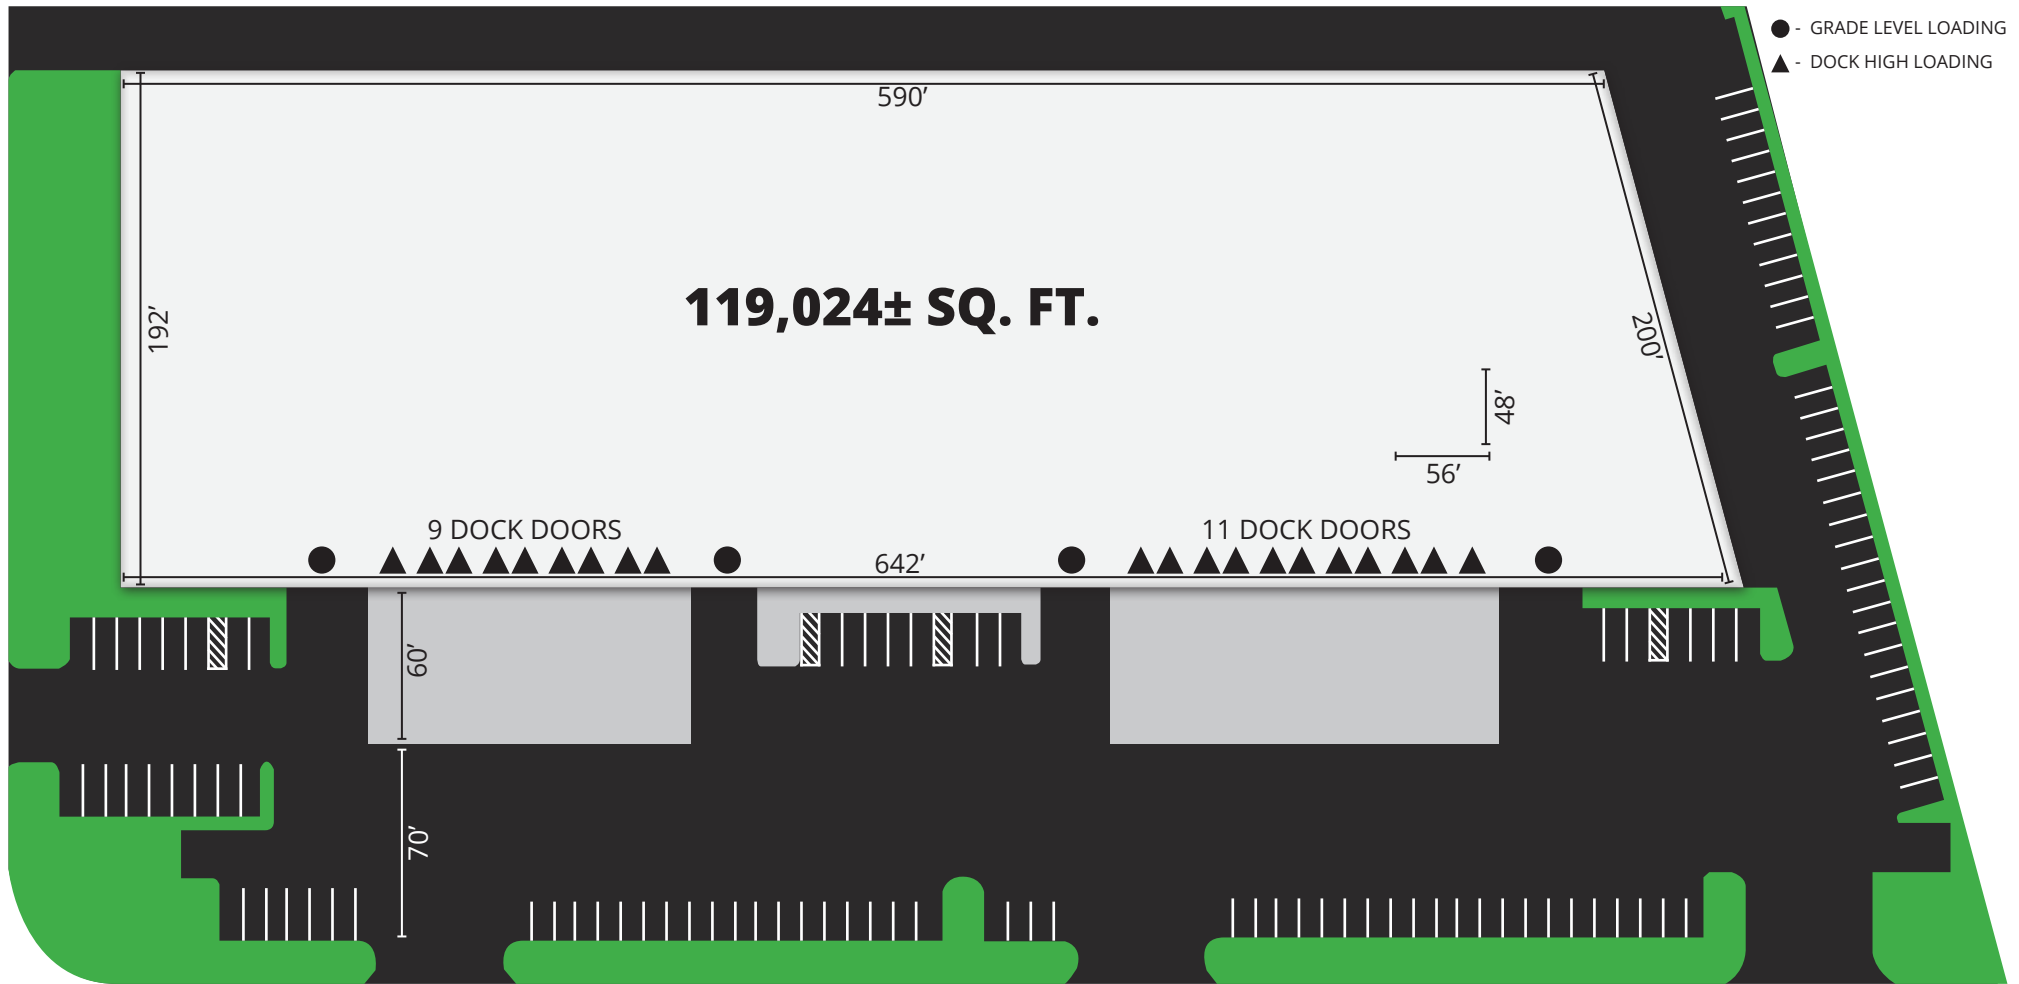 - GRADE LEVEL LOADING
- DOCK HIGH LOADING
590’
192’
119,024± SQ. FT.
200’
48’
56’
9 DOCK DOORS
11 DOCK DOORS
642’
60’
70’